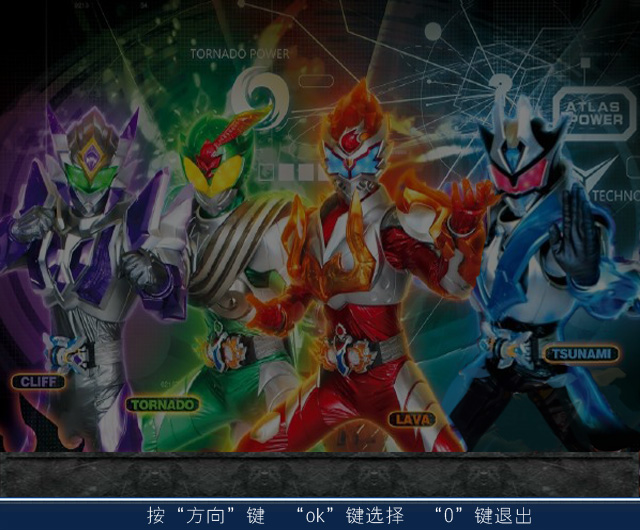 TORNADO POWER
ATLAS
POWER
TECHNO
TSUNAMI
CLIFF
TORNADO
LAVA
按“方向”键 “ok”键选择 “0”键退出